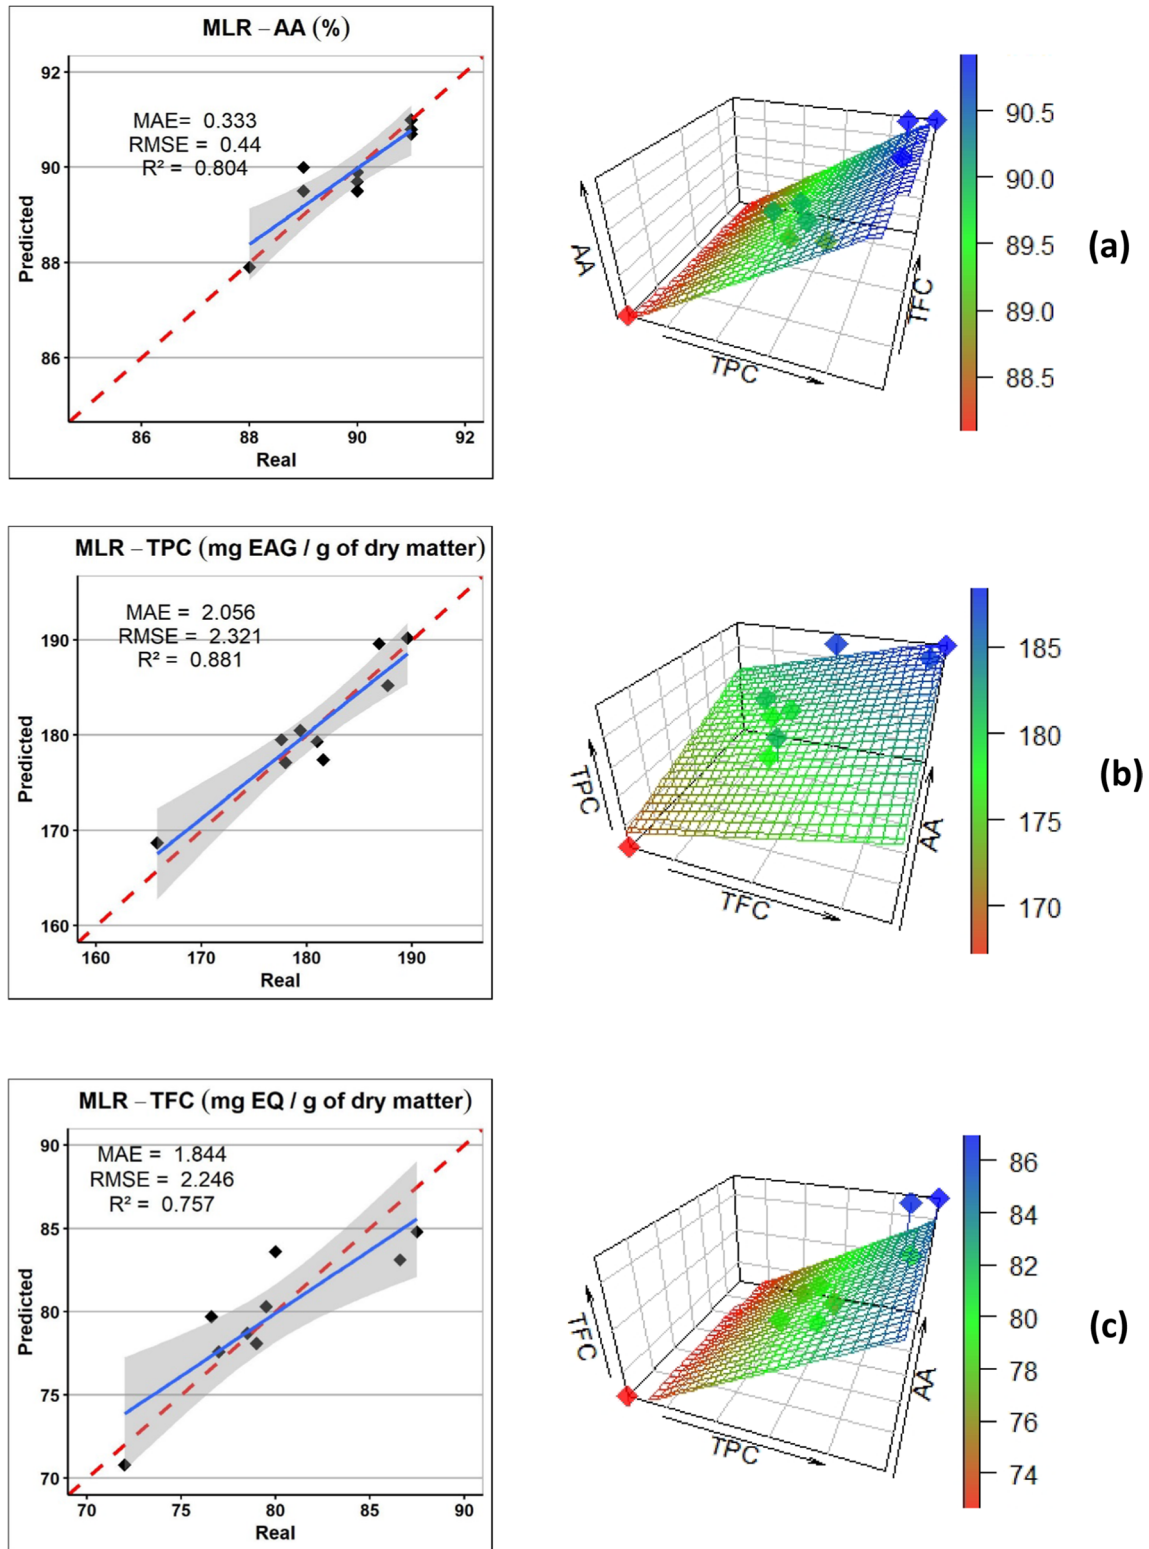 MLR – AA (%)
92
90
88
86
MAE= 0.333
RMSE = 0.44
R² = 0.804
Predicted
86
88
90
92
Real
AA
TPC
TFC
90.5
90.0
89.5
89.0
88.5
(a)
MLR – TPC (mg EAG / g of dry matter)
190
180
170
160
MAE = 2.056
RMSE = 2.321
R² = 0.881
Predicted
160
170
180
190
Real
TPC
TFC
AA
185
180
175
170
(b)
MLR – TFC (mg EQ / g of dry matter)
90
85
80
75
70
MAE = 1.844
RMSE = 2.246
R² = 0.757
Predicted
70
75
80
85
90
Real
TFC
TPC
AA
86
84
82
80
78
76
74
(c)